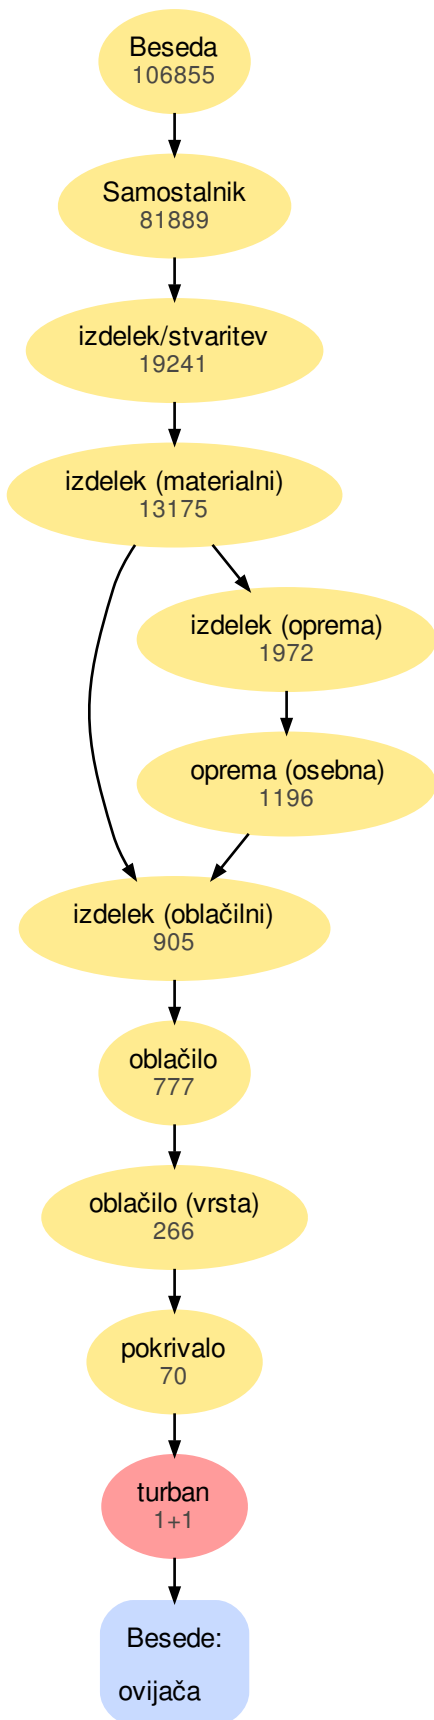 Beseda
106855
Samostalnik
81889
izdelek/stvaritev
19241
izdelek (materialni)
13175
izdelek (oprema)
1972
oprema (osebna)
1196
izdelek (oblačilni)
905
oblačilo
777
oblačilo (vrsta)
266
pokrivalo
70
turban
1+1
Besede:
ovijača